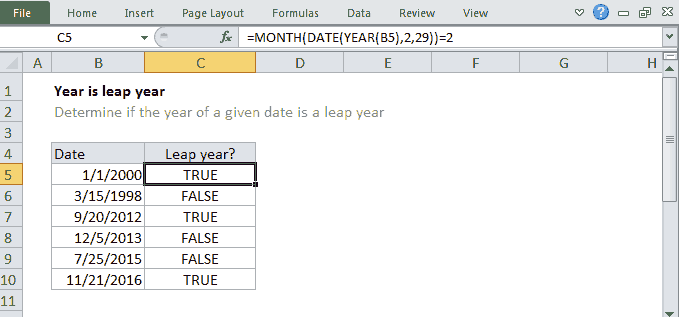 File Home Insert Page Layout Formulas Data Review View
C5 fx =MONTH(DATE(YEAR(B5),2,29))=2
A B C D E F G H
1 Year is leap year
2 Determine if the year of a given date is a leap year
3
4 Date Leap year?
5 1/1/2000 TRUE
6 3/15/1998 FALSE
7 9/20/2012 TRUE
8 12/5/2013 FALSE
9 7/25/2015 FALSE
10 11/21/2016 TRUE
11